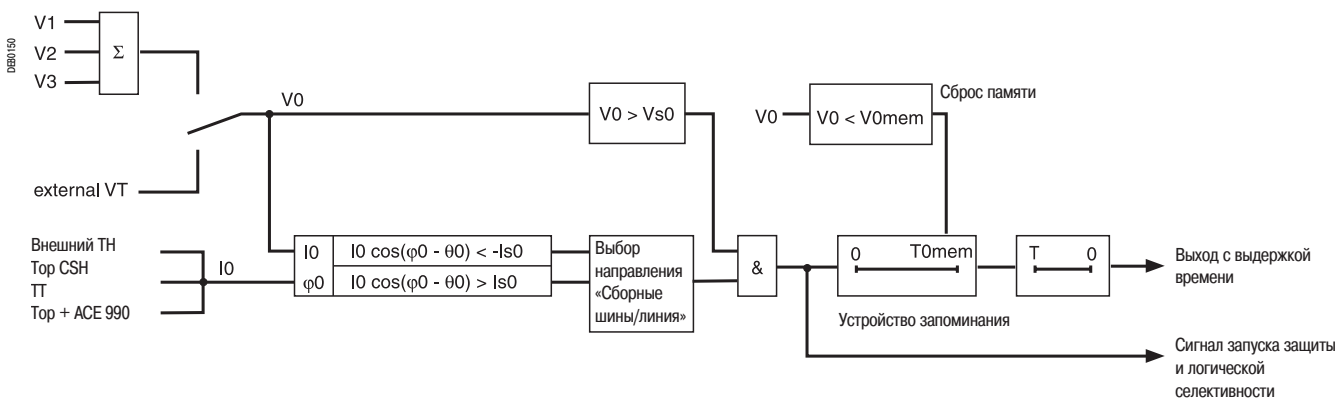 DE80150
V1
V2
V3
Σ
V0
external VT
V0 > Vs0
V0
V0 < V0mem
Сброс памяти
Внешний ТН
Тор CSH
ТТ
Тор + ACE 990
I0
I0
φ0
I0 cos(φ0 - θ0) < -Is0
I0 cos(φ0 - θ0) > Is0
Выбор
направления
«Сборные
шины/линия»
&
0 T0mem
Устройство запоминания
T 0
Выход с выдержкой
времени
Сигнал запуска защиты
и логической
селективности